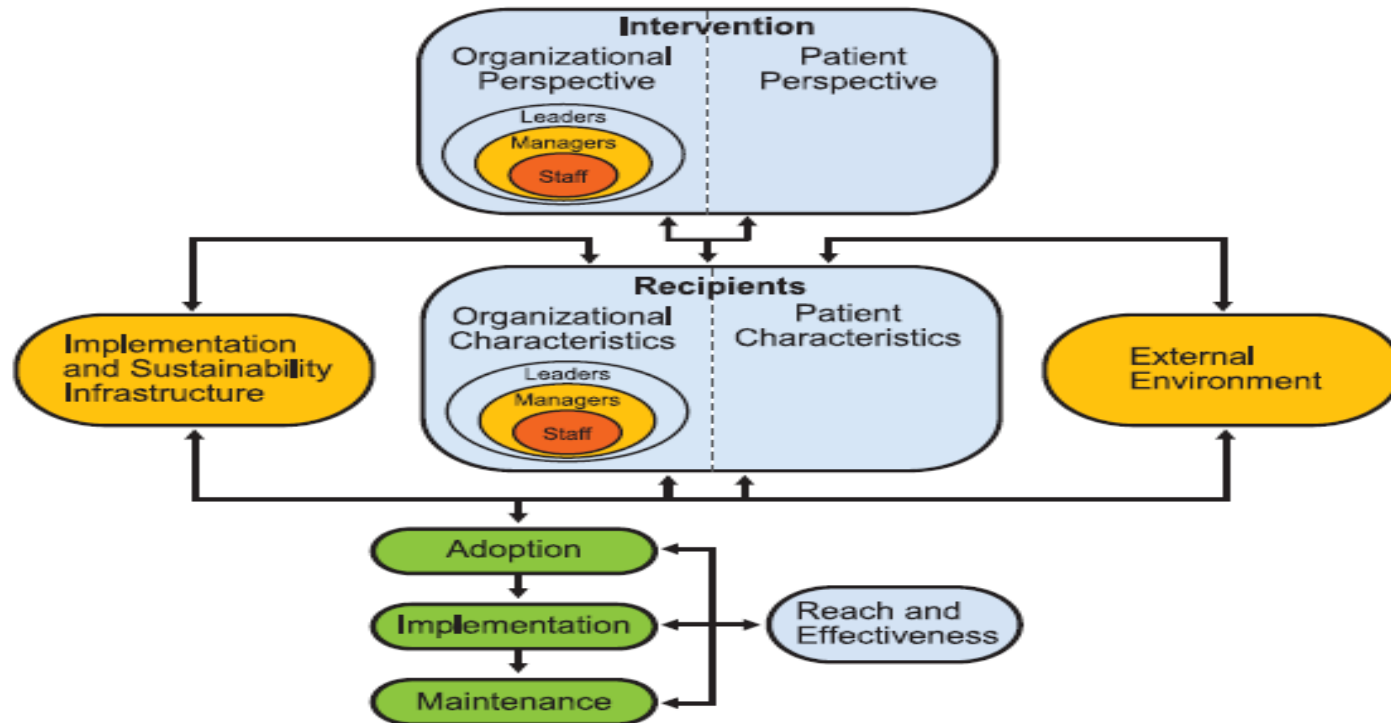 Intervention
Organizational
Perspective
Patient
Perspective
Leaders
Managers
Staff
Recipients
Organizational
Characteristics
Patient
Characteristics
Leaders
Managers
Staff
Implementation
and Sustainability
Infrastructure
External
Environment
Adoption
Implementation
Maintenance
Reach and
Effectiveness